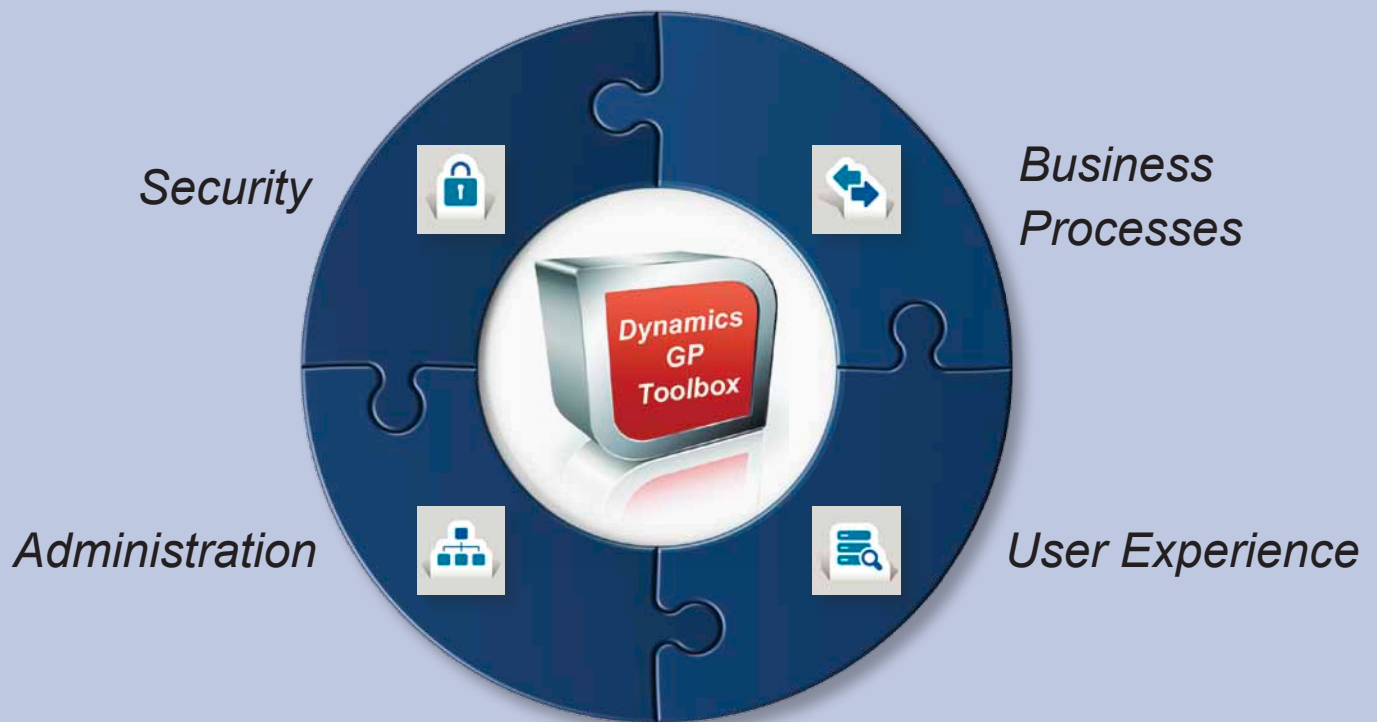 Security
Business
Processes
Dynamics
GP
Toolbox
Administration
User Experience